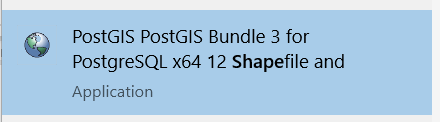 PostGIS PostGIS Bundle 3 for
PostgreSQL x64 12 Shapefile and
Application